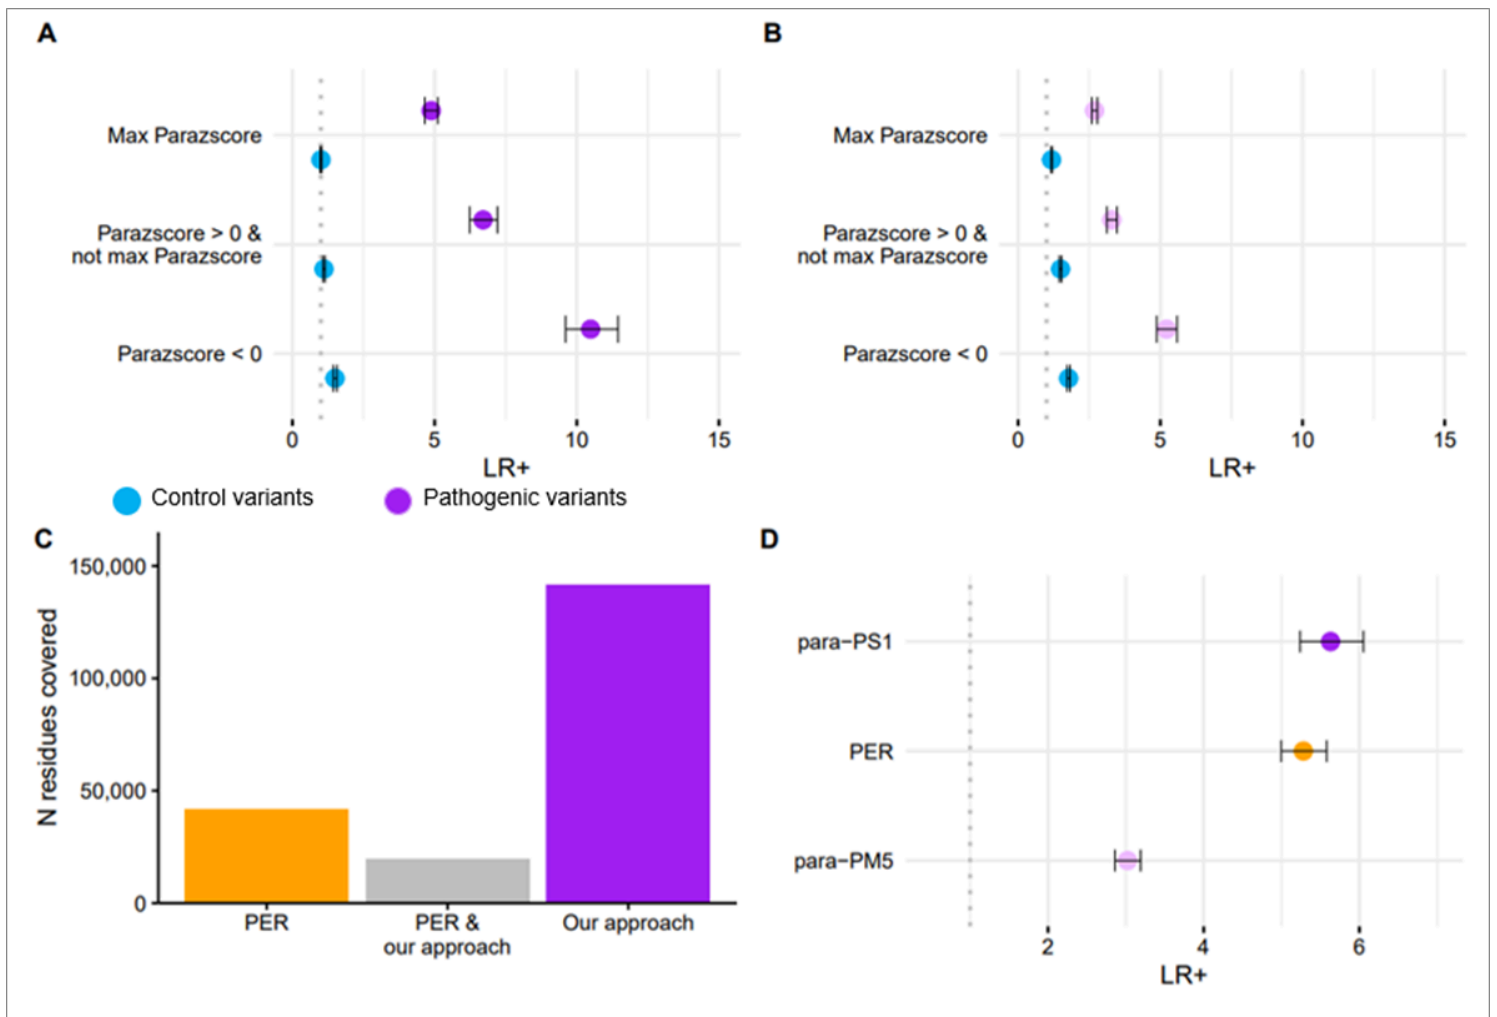 A
Max Parazscore
Parazscore > 0 &
not max Parazscore
Parazscore < 0
0 5 10 15
LR+
B
Max Parazscore
Parazscore > 0 &
not max Parazscore
Parazscore < 0
0 5 10 15
LR+
Control variants
Pathogenic variants
C
N residues covered
150,000
100,000
50,000
0
PER
PER &
our approach
Our approach
D
para−PS1
PER
para−PM5
2 4 6
LR+